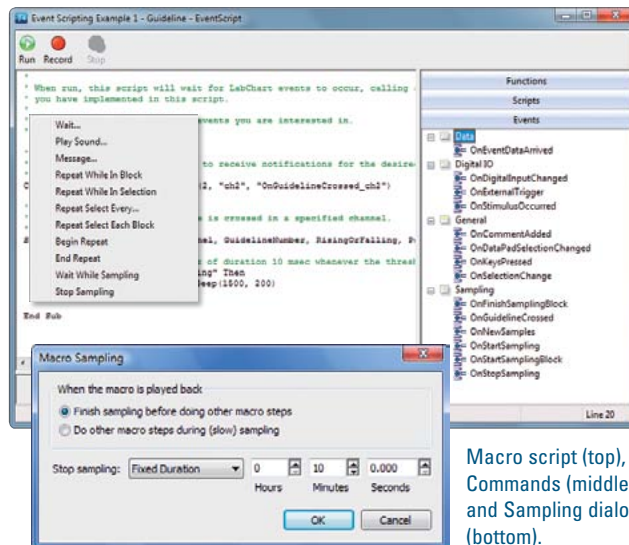 Event Scripting Example 1 - Guideline - EventScript
Run Record Stop
' When run, this script will wait for LabChart events to occur, calling
' you have implemented in this script.
events you are interested in.
to receive notifications for the desire
2, "ch2", "OnGuidelineCrossed_ch2")
is crossed in a specified channel.
nel, GuidelineNumber, RisingOrFalling,
of duration 10 msec whenever the thresh
ing" Then
eep(1500, 200)
End Sub
Wait...
Play Sound...
Message...
Repeat While In Block
Repeat While In Selection
Repeat Select Every...
Repeat Select Each Block
Begin Repeat
End Repeat
Wait While Sampling
Stop Sampling
Functions
Scripts
Events
Data
OnEventDataArrived
Digital IO
OnDigitalInputChanged
OnExternalTrigger
OnStimulusOccurred
General
OnCommentAdded
OnDataPadSelectionChanged
OnKeysPressed
OnSelectionChange
Sampling
OnFinishSamplingBlock
OnGuidelineCrossed
OnNewSamples
OnStartSampling
OnStartSamplingBlock
OnStopSampling
Line 20
Macro Sampling
When the macro is played back
Finish sampling before doing other macro steps
Do other macro steps during (slow) sampling
Stop sampling: Fixed Duration 0 10 0.000
Hours Minutes Seconds
OK Cancel
Macro script (top),
Commands (middle
and Sampling dialo
(bottom).